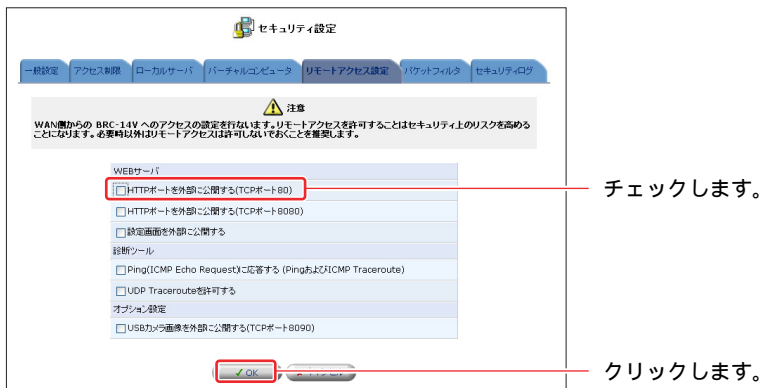 セキュリティ設定
一般設定 アクセス制限 ローカルサーバ バーチャルコンピュータ リモートアクセス設定 パケットフィルタ セキュリティログ
注意
WAN側からの BRC-14V へのアクセスの設定を行ないます。リモートアクセスを許可することはセキュリティ上のリスクを高める
ことになります。必要時以外はリモートアクセスは許可しないでおくことを推奨します。
WEBサーバ
HTTPポートを外部に公開する(TCPポート80)
チェックします。
HTTPポートを外部に公開する(TCPポート8080)
設定画面を外部に公開する
診断ツール
Ping(ICMP Echo Request)に応答する (PingおよびICMP Traceroute)
UDP Tracerouteを許可する
オプション設定
USBカメラ画像を外部に公開する(TCPポート8090)
OK
クリックします。